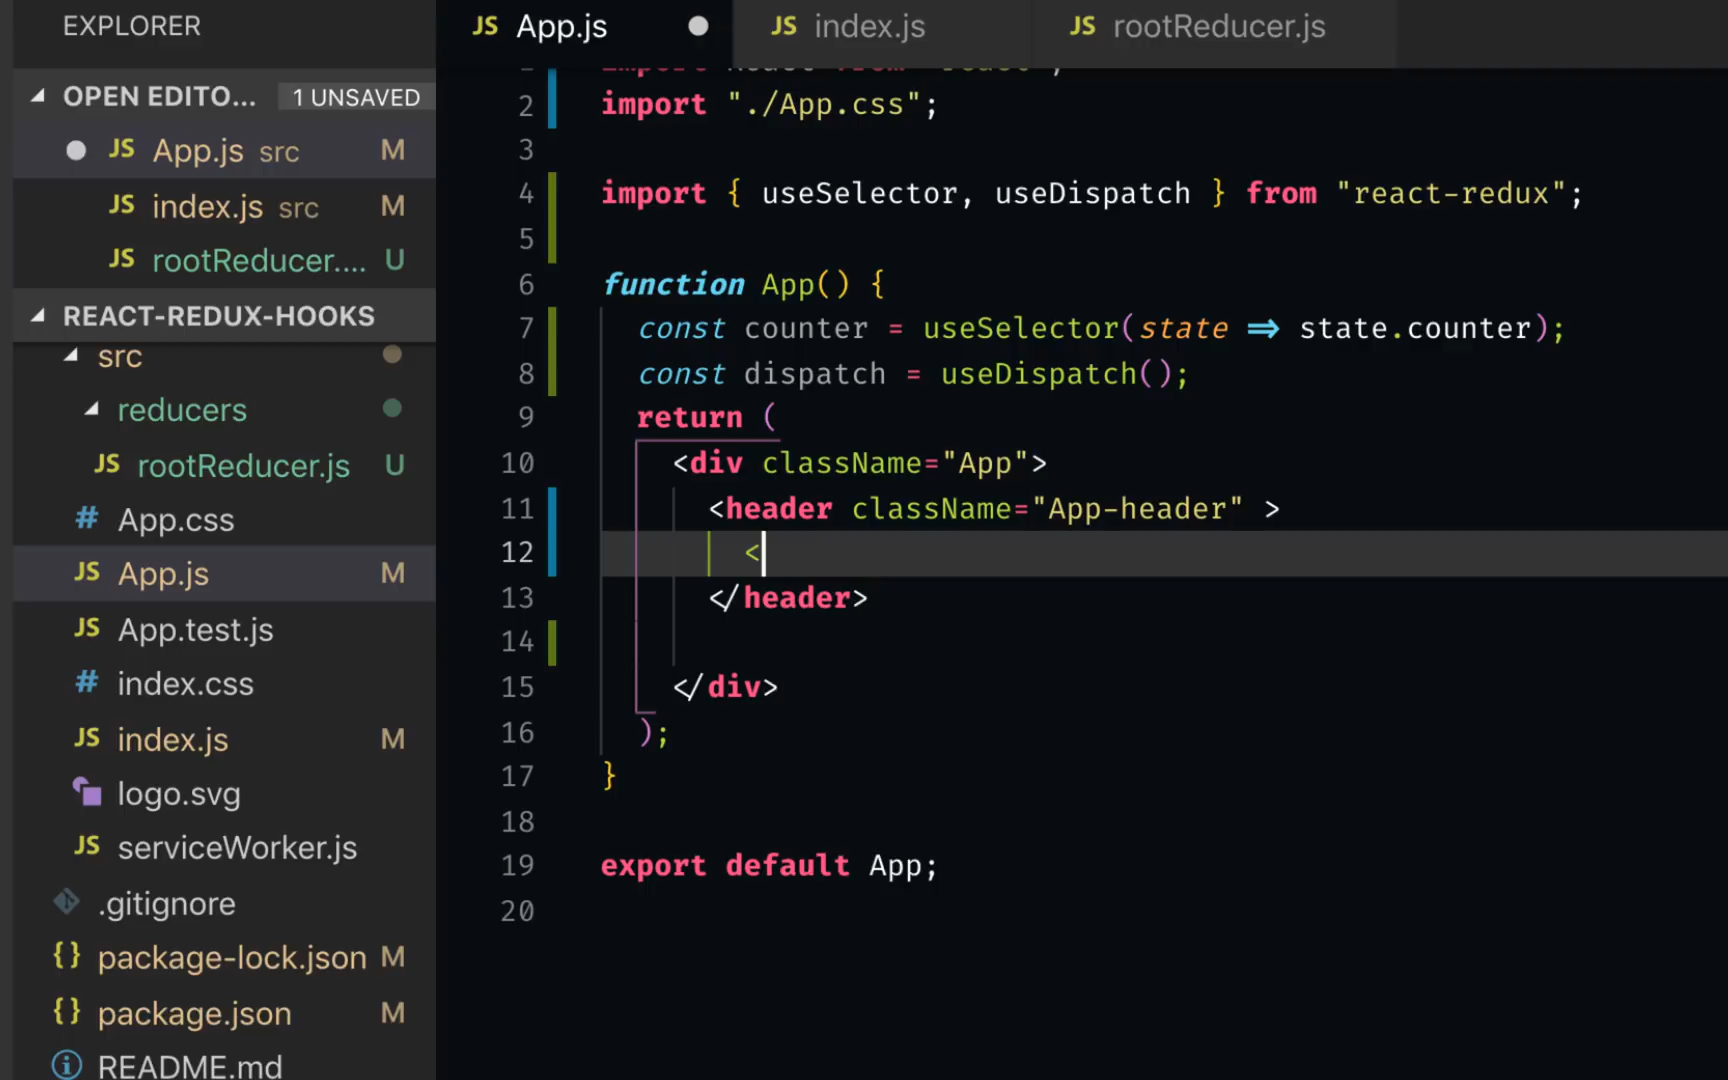 EXPLORER
OPEN EDITO... 1 UNSAVED
JS App.js src M
JS index.js src M
JS rootReducer.... U
REACT-REDUX-HOOKS
src
reducers
JS rootReducer.js U
# App.css
JS App.js M
JS App.test.js
# index.css
JS index.js M
logo.svg
JS serviceWorker.js
.gitignore
{} package-lock.json M
{} package.json M
README.md
JS App.js
JS index.js
JS rootReducer.js
2 import "./App.css";
3
4 import { useSelector, useDispatch } from "react-redux";
5
6 function App() {
7 const counter = useSelector(state => state.counter);
8 const dispatch = useDispatch();
9 return (
10 <div className="App">
11 <header className="App-header" >
12 <
13 </header>
14
15 </div>
16 );
17 }
18
19 export default App;
20